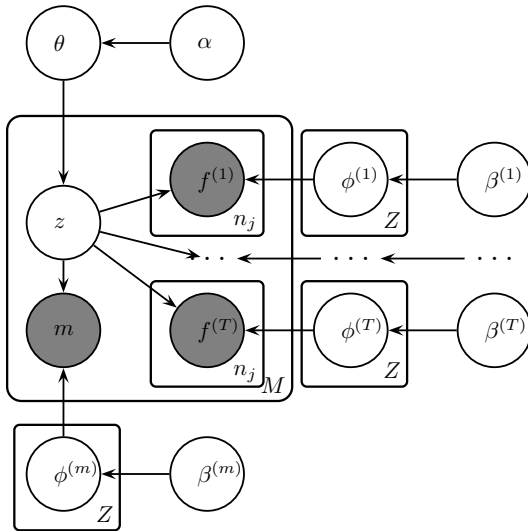 θ α
f⁽¹⁾ ϕ⁽¹⁾ β⁽¹⁾
z n_j Z
· · · · · · · · ·
m f⁽ᵀ⁾ ϕ⁽ᵀ⁾ β⁽ᵀ⁾
n_j M Z
ϕ⁽ᵐ⁾ β⁽ᵐ⁾
Z